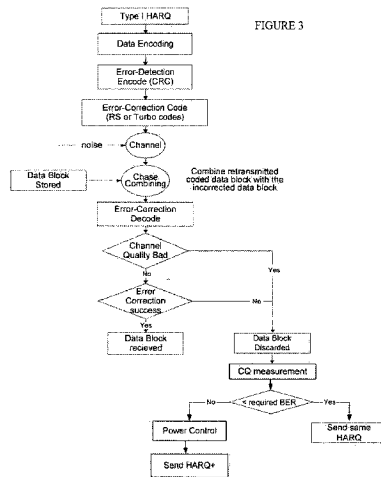 Type I HARQ
FIGURE 3
Data Encoding
Error-Detection
Encode (CRC)
Error-Correction Code
(RS or Turbo codes)
noise
Channel
Data Block
Stored
Chase
Combining
Combine retransmitted
coded data block with the
incorrected data block
Error-Correction
Decode
Channel
Quality Bad
Yes
No
Error
Correction
success
No
Yes
Data Block
recieved
Data Block
Discarded
CQ measurement
No
< required BER
Yes
Power Control
Send same
HARQ
Send HARQ+